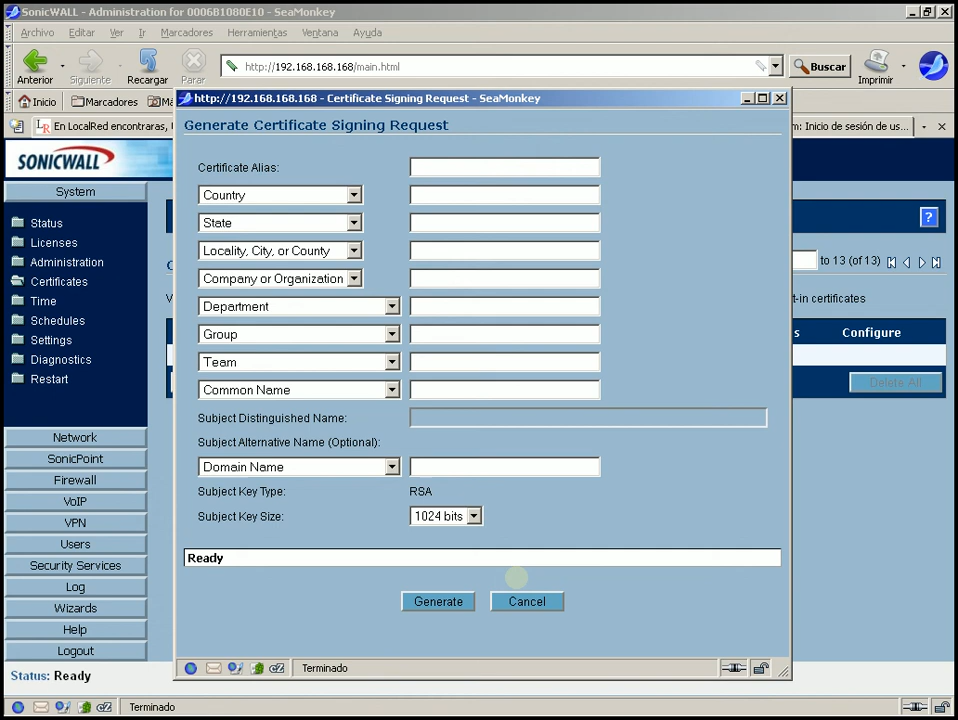 SonicWALL - Administration for 0006B1080E10 - SeaMonkey
Archivo Editar Ver Ir Marcadores Herramientas Ventana Ayuda
Anterior Siguiente Recargar Parar http://192.168.168.168/main.html Buscar Imprimir
Inicio Marcadores
http://192.168.168.168 - Certificate Signing Request - SeaMonkey
LR En LocalRed encontraras,
m: Inicio de sesión de us...
Generate Certificate Signing Request
SONICWALL
System
Status
Licenses
Administration
Certificates
Time
Schedules
Settings
Diagnostics
Restart
Network
SonicPoint
Firewall
VoIP
VPN
Users
Security Services
Log
Wizards
Help
Logout
Status: Ready
Certificate Alias:
Country
State
Locality, City, or County
Company or Organization
Department
Group
Team
Common Name
Subject Distinguished Name:
Subject Alternative Name (Optional):
Domain Name
Subject Key Type: RSA
Subject Key Size: 1024 bits
Ready
Generate Cancel
Terminado
?
to 13 (of 13)
t-in certificates
s Configure
Delete All
Terminado